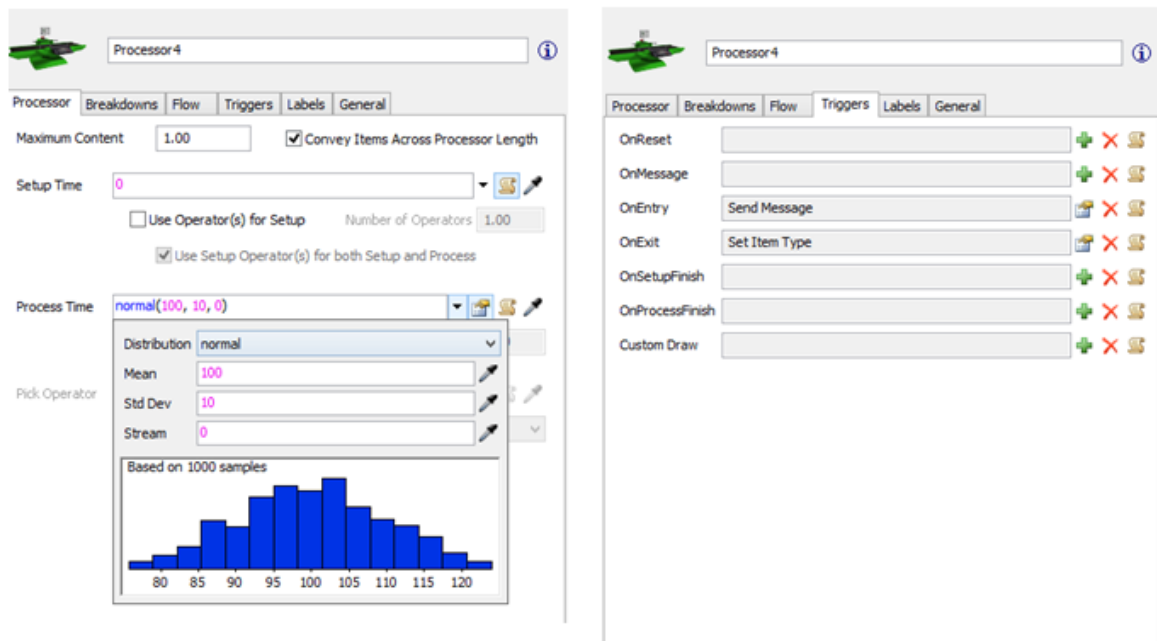 Processor4
Processor Breakdowns Flow Triggers Labels General
Maximum Content 1.00 Convey Items Across Processor Length
Setup Time 0
Use Operator(s) for Setup Number of Operators 1.00
Use Setup Operator(s) for both Setup and Process
Process Time normal(100, 10, 0)
Distribution normal
Mean 100
Pick Operator
Std Dev 10
Stream 0
Based on 1000 samples
80 85 90 95 100 105 110 115 120
Processor4
Processor Breakdowns Flow Triggers Labels General
OnReset
OnMessage
OnEntry Send Message
OnExit Set Item Type
OnSetupFinish
OnProcessFinish
Custom Draw